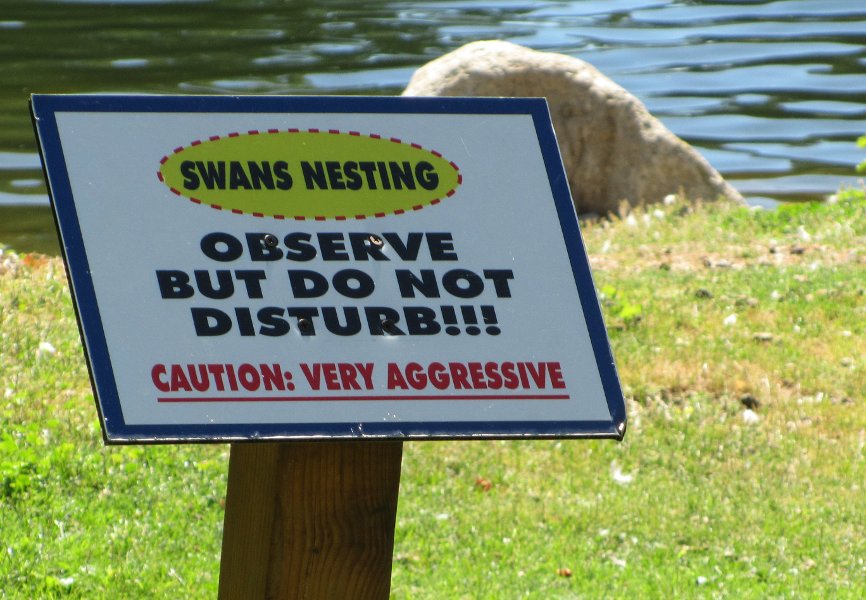 SWANS NESTING
OBSERVE
BUT DO NOT
DISTURB!!!
CAUTION: VERY AGGRESSIVE